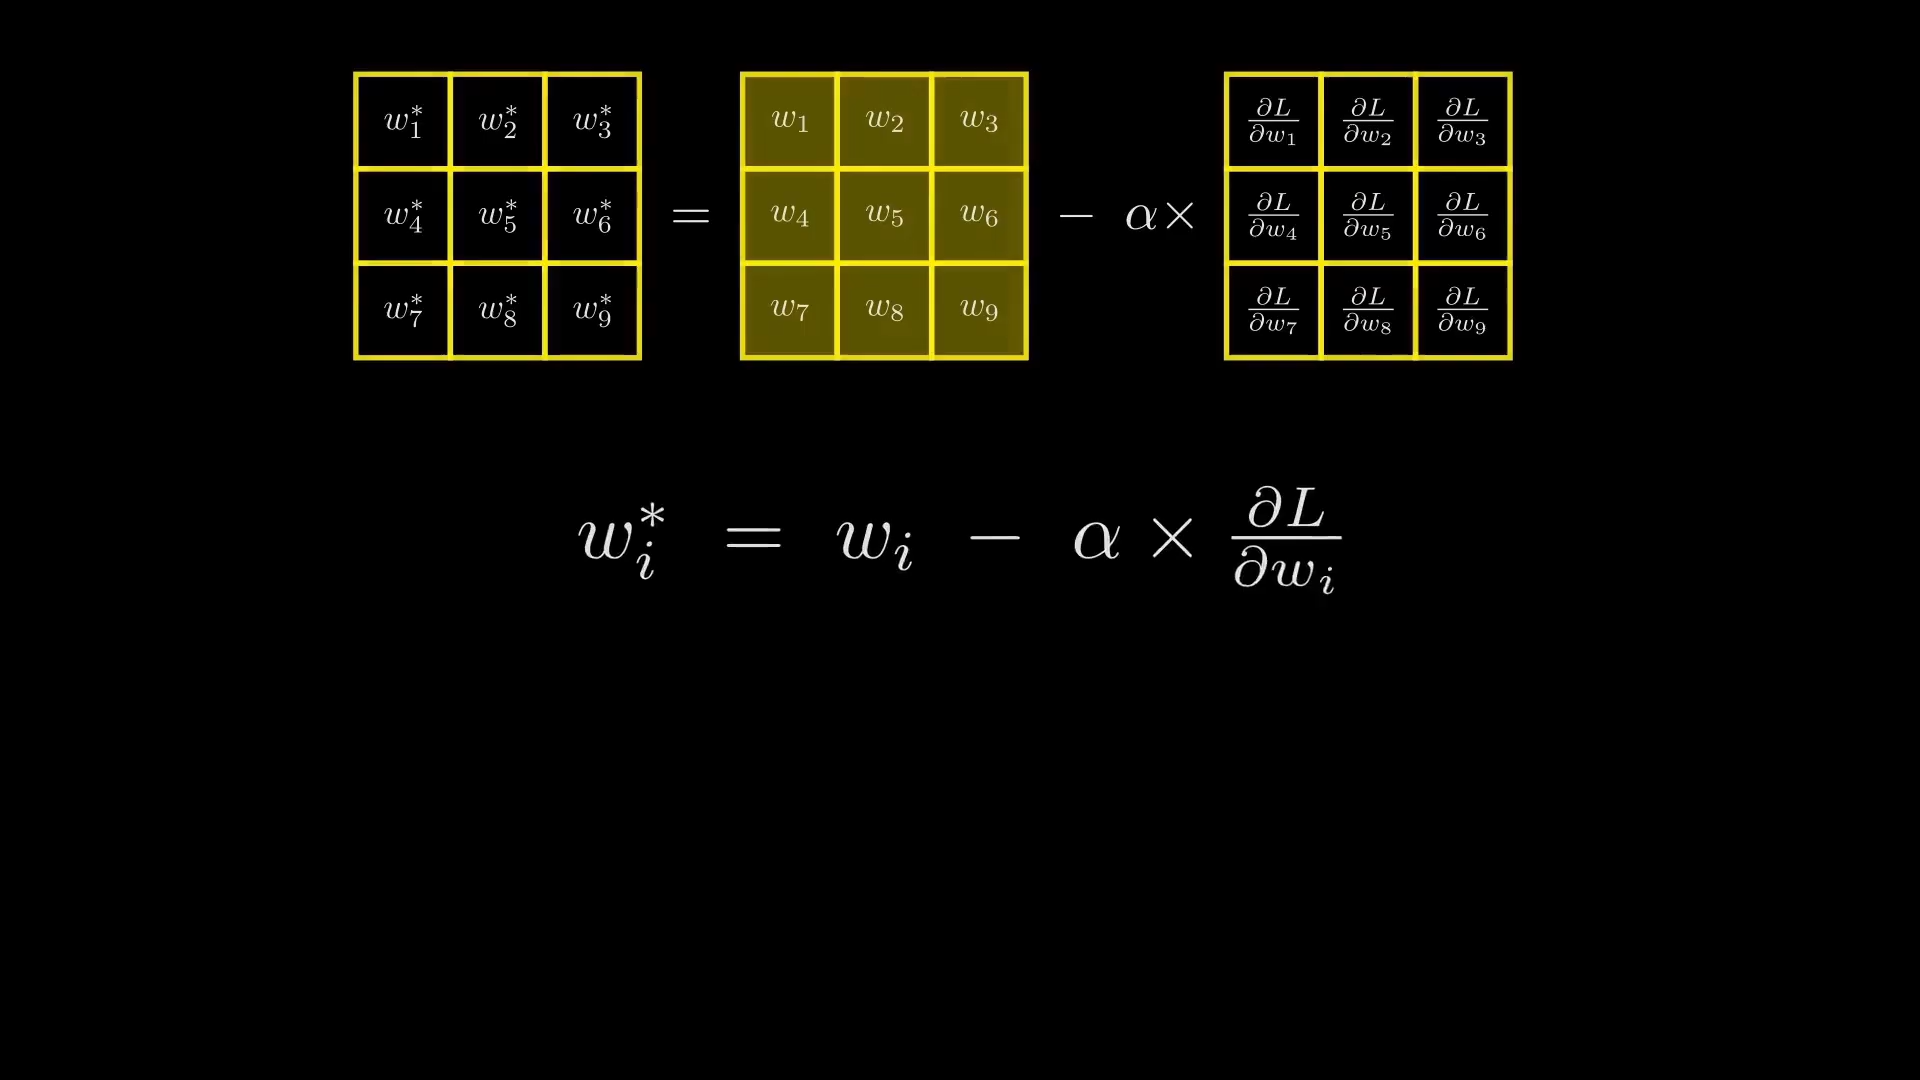 w₁* w₂* w₃* = w₁ w₂ w₃ − α× ∂L/∂w₁ ∂L/∂w₂ ∂L/∂w₃
w₄* w₅* w₆* w₄ w₅ w₆ ∂L/∂w₄ ∂L/∂w₅ ∂L/∂w₆
w₇* w₈* w₉* w₇ w₈ w₉ ∂L/∂w₇ ∂L/∂w₈ ∂L/∂w₉
wᵢ* = wᵢ − α × ∂L/∂wᵢ